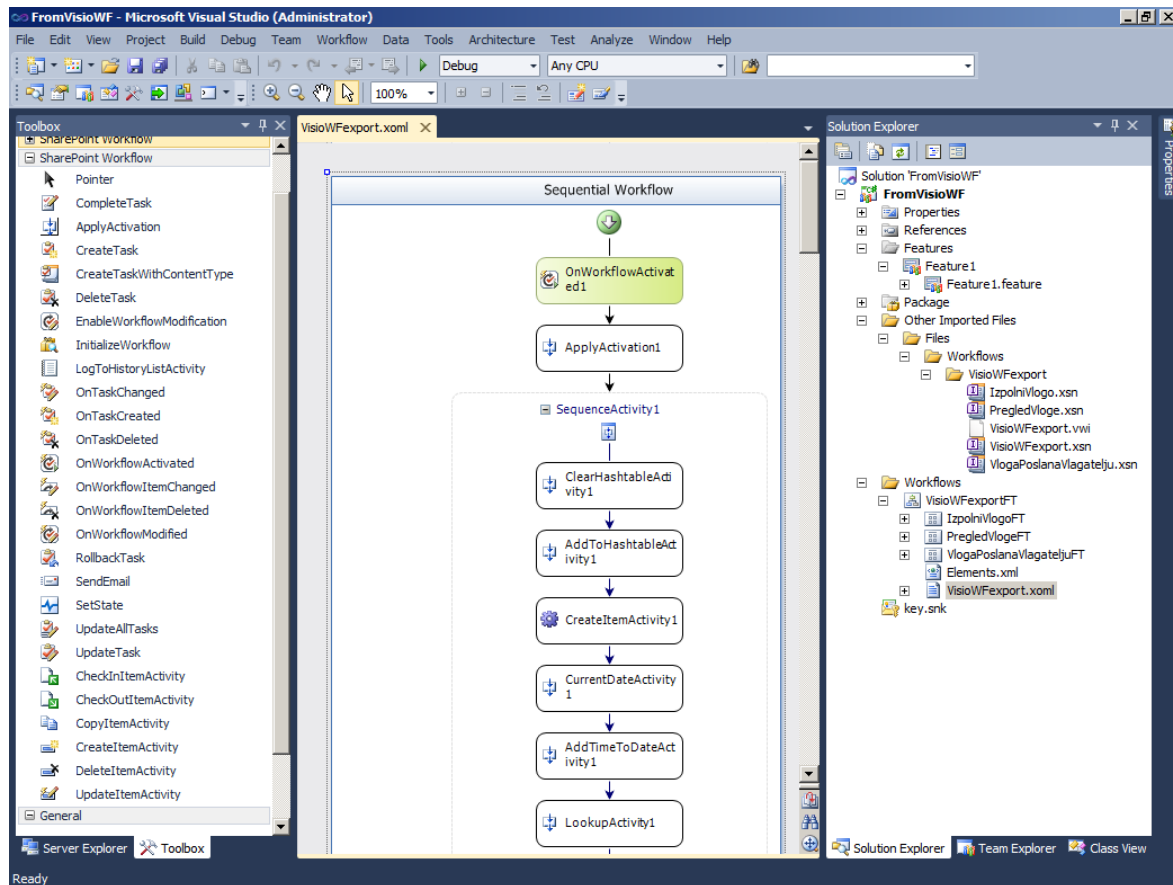 FromVisioWF - Microsoft Visual Studio (Administrator)
File Edit View Project Build Debug Team Workflow Data Tools Architecture Test Analyze Window Help
Debug Any CPU
100%
Toolbox
SharePoint Workflow
SharePoint Workflow
Pointer
CompleteTask
ApplyActivation
CreateTask
CreateTaskWithContentType
DeleteTask
EnableWorkflowModification
InitializeWorkflow
LogToHistoryListActivity
OnTaskChanged
OnTaskCreated
OnTaskDeleted
OnWorkflowActivated
OnWorkflowItemChanged
OnWorkflowItemDeleted
OnWorkflowModified
RollbackTask
SendEmail
SetState
UpdateAllTasks
UpdateTask
CheckInItemActivity
CheckOutItemActivity
CopyItemActivity
CreateItemActivity
DeleteItemActivity
UpdateItemActivity
General
Server Explorer Toolbox
VisioWFexport.xoml
Sequential Workflow
OnWorkflowActivat
ed1
ApplyActivation1
SequenceActivity1
ClearHashtableActi
vity1
AddToHashtableAct
ivity1
CreateItemActivity1
CurrentDateActivity
1
AddTimeToDateAct
ivity1
LookupActivity1
Solution Explorer
Solution 'FromVisioWF'
FromVisioWF
Properties
References
Features
Feature1
Feature1.feature
Package
Other Imported Files
Files
Workflows
VisioWFexport
IzpolniVlogo.xsn
PregledVloge.xsn
VisioWFexport.vwi
VisioWFexport.xsn
VlogaPoslanaVlagatelju.xsn
Workflows
VisioWFexportFT
IzpolniVlogoFT
PregledVlogeFT
VlogaPoslanaVlagateljuFT
Elements.xml
VisioWFexport.xoml
key.snk
Solution Explorer Team Explorer Class View
Properties
Ready